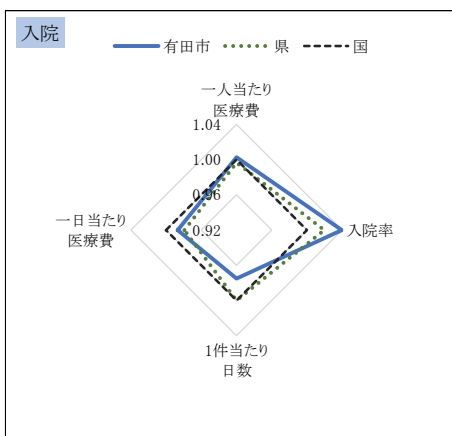 入院
有田市 県 国
一人当たり
医療費
1.04
1.00
0.96
一日当たり
医療費
0.92
入院率
1件当たり
日数